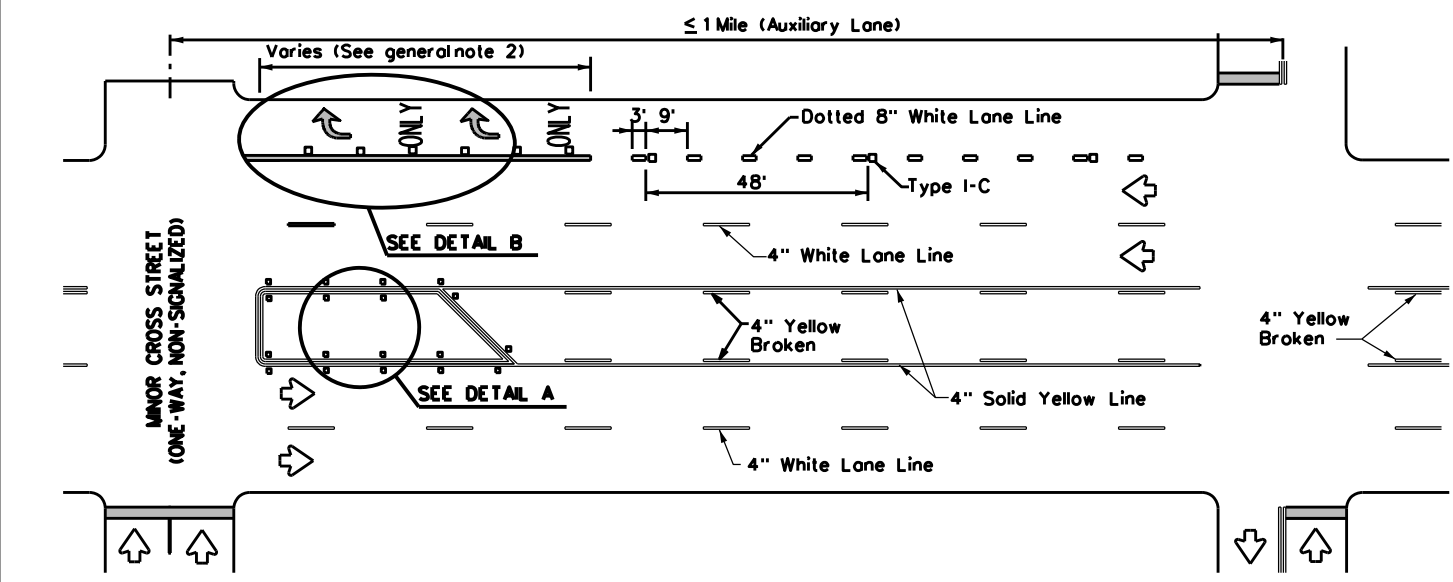 ≤ 1 Mile (Auxiliary Lane)
Varies (See general note 2)
ONLY
ONLY
3' 9'
Dotted 8" White Lane Line
48'
Type I-C
SEE DETAIL B
4" White Lane Line
MINOR CROSS STREET
(ONE-WAY, NON-SIGNALIZED)
4" Yellow
Broken
4" Yellow
Broken
SEE DETAIL A
4" Solid Yellow Line
4" White Lane Line